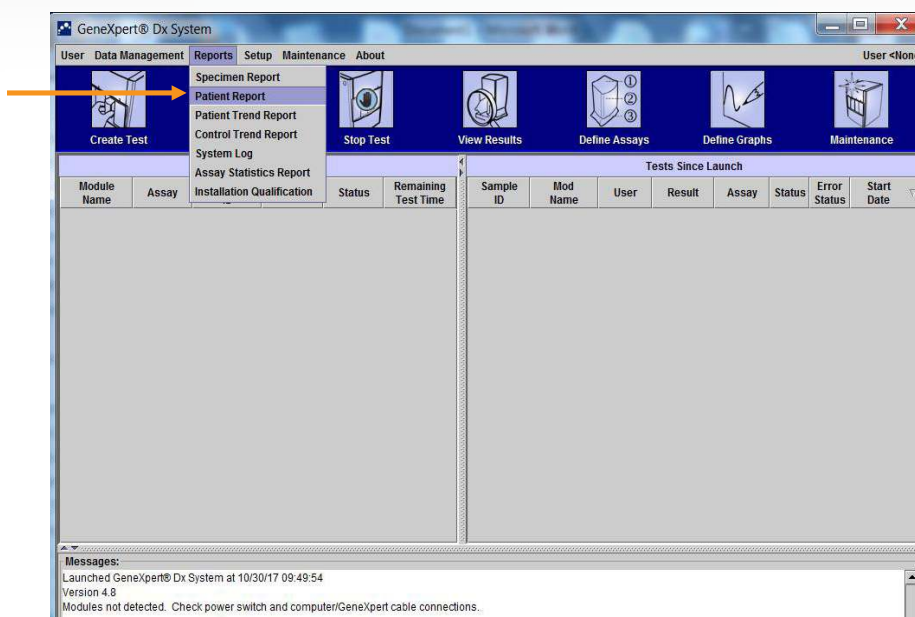 GeneXpert® Dx System
User Data Management Reports Setup Maintenance About
Specimen Report
Patient Report
Patient Trend Report
Control Trend Report
System Log
Assay Statistics Report
Installation Qualification
Create Test Stop Test View Results Define Assays Define Graphs Maintenance
Tests Since Launch
Module Name Assay Status Remaining Test Time
Sample ID Mod Name User Result Assay Status Error Status Start Date
Messages:
Launched GeneXpert® Dx System at 10/30/17 09:49:54
Version 4.8
Modules not detected. Check power switch and computer/GeneXpert cable connections.